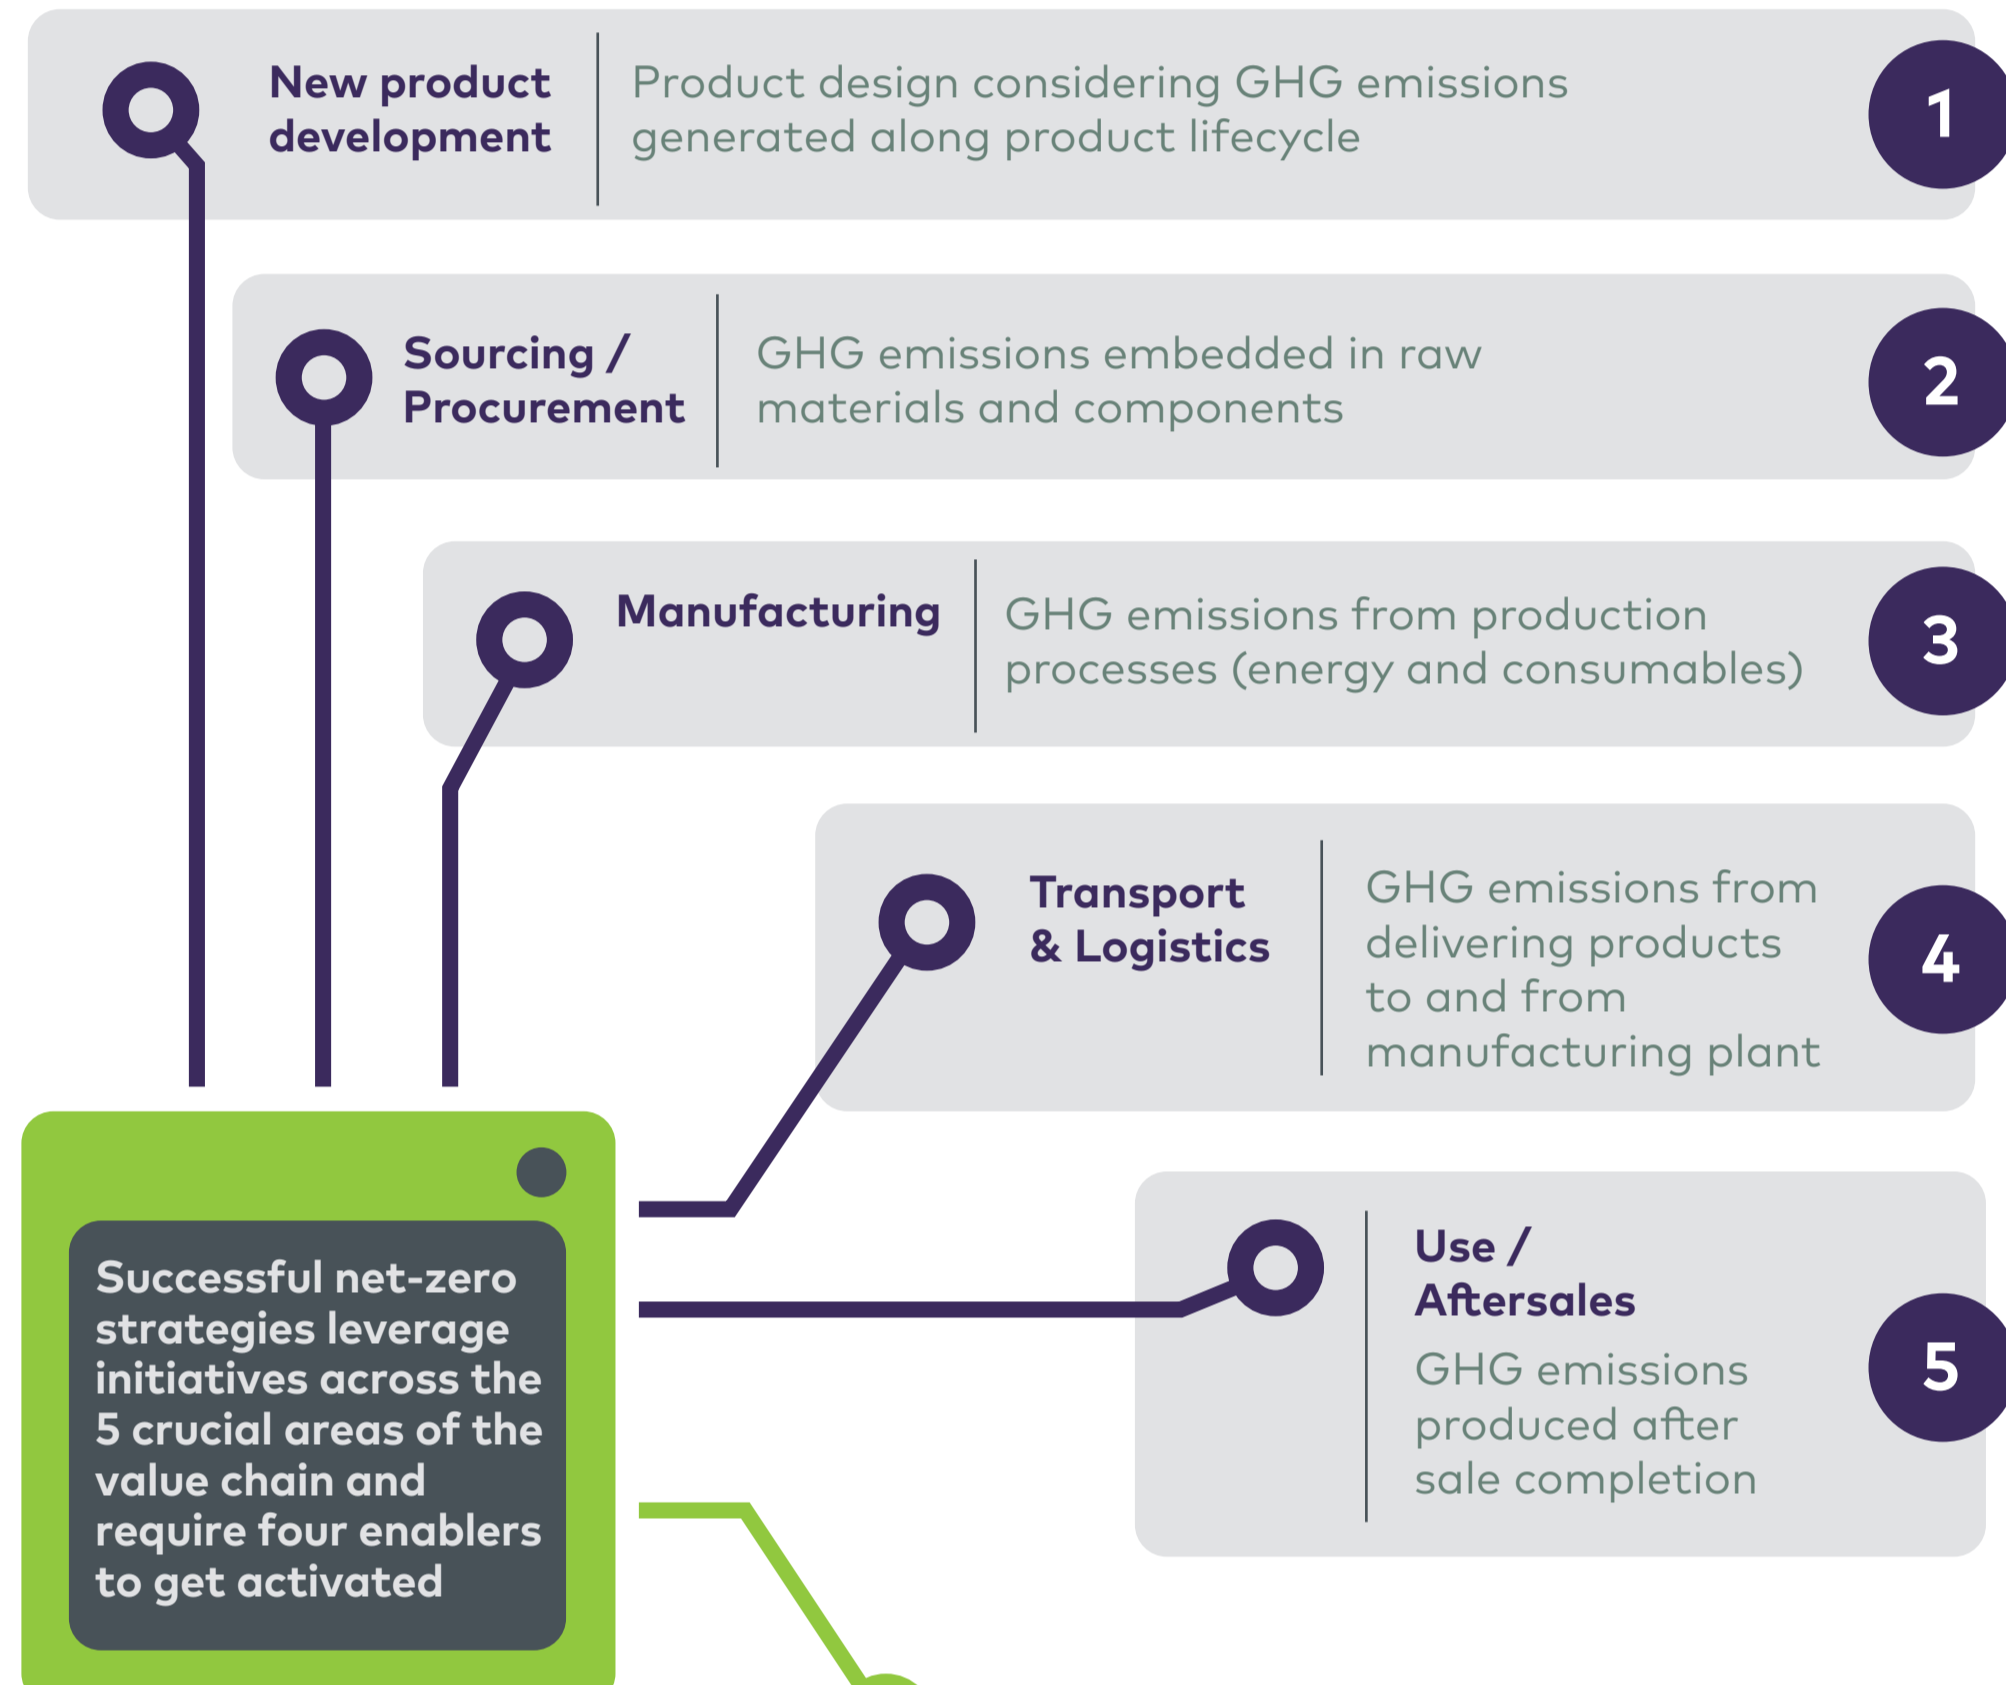 New product
development
Product design considering GHG emissions
generated along product lifecycle
1
Sourcing /
Procurement
GHG emissions embedded in raw
materials and components
2
Manufacturing
GHG emissions from production
processes (energy and consumables)
3
Transport
& Logistics
GHG emissions from
delivering products
to and from
manufacturing plant
4
Use /
Aftersales
GHG emissions
produced after
sale completion
5
Successful net-zero
strategies leverage
initiatives across the
5 crucial areas of the
value chain and
require four enablers
to get activated